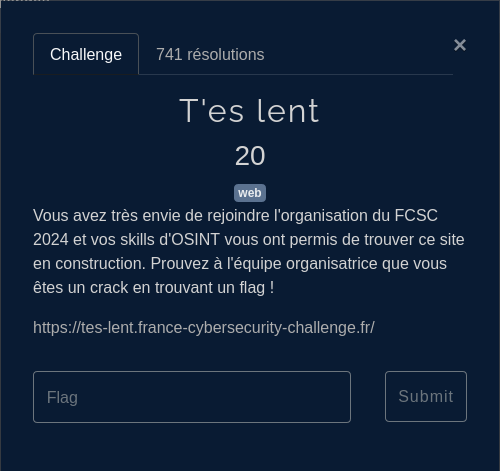 Challenge
741 résolutions
×
T'es lent
20
web
Vous avez très envie de rejoindre l'organisation du FCSC
2024 et vos skills d'OSINT vous ont permis de trouver ce site
en construction. Prouvez à l'équipe organisatrice que vous
êtes un crack en trouvant un flag !
https://tes-lent.france-cybersecurity-challenge.fr/
Flag
Submit